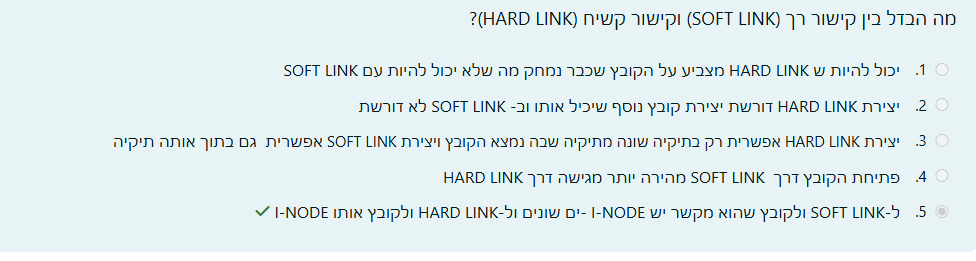 מה הבדל בין קישור רך (SOFT LINK) וקישור קשיח (HARD LINK)?
1. יכול להיות ש HARD LINK מצביע על הקובץ שכבר נמחק מה שלא יכול להיות עם SOFT LINK
2. יצירת HARD LINK דורשת יצירת קובץ נוסף שיכיל אותו וב- SOFT LINK לא דורשת
3. יצירת HARD LINK אפשרית רק בתיקיה שונה מתיקיה שבה נמצא הקובץ ויצירת SOFT LINK אפשרית גם בתוך אותה תיקיה
4. פתיחת הקובץ דרך SOFT LINK מהירה יותר מגישה דרך HARD LINK
5. ל-SOFT LINK ולקובץ שהוא מקשר יש I-NODE -ים שונים ול-HARD LINK ולקובץ אותו I-NODE